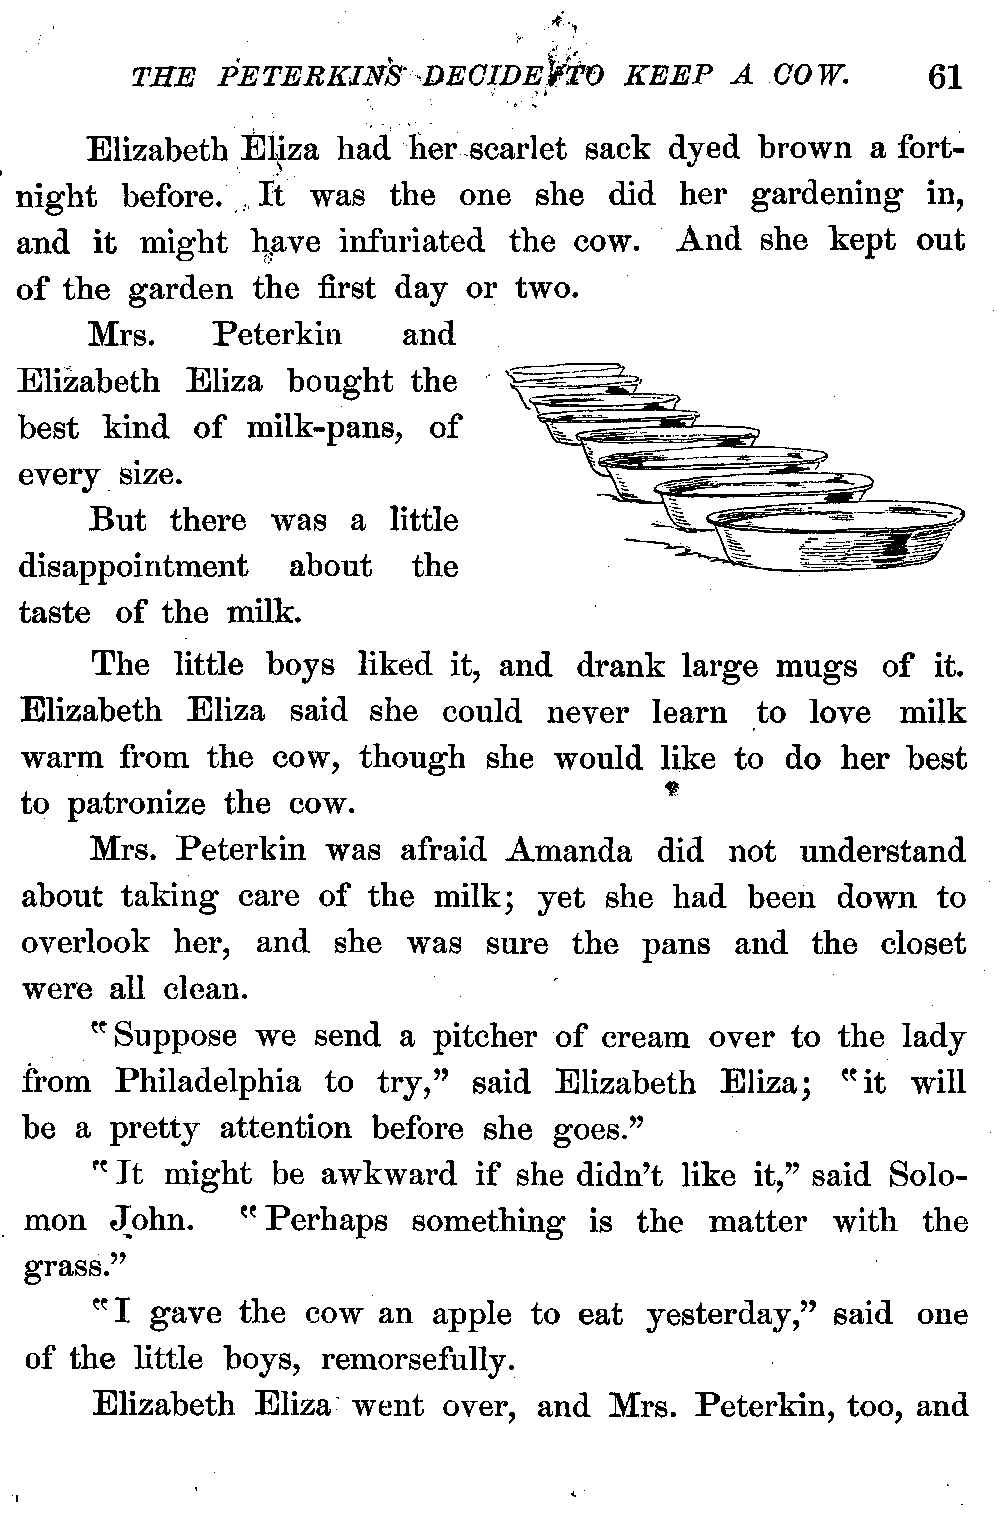 THE PETERKINS DECIDE TO KEEP A COW. 61
Elizabeth Eliza had her scarlet sack dyed brown a fort-
night before. It was the one she did her gardening in,
and it might have infuriated the cow. And she kept out
of the garden the first day or two.
Mrs. Peterkin and
Elizabeth Eliza bought the
best kind of milk-pans, of
every size.
But there was a little
disappointment about the
taste of the milk.
The little boys liked it, and drank large mugs of it.
Elizabeth Eliza said she could never learn to love milk
warm from the cow, though she would like to do her best
to patronize the cow.
Mrs. Peterkin was afraid Amanda did not understand
about taking care of the milk; yet she had been down to
overlook her, and she was sure the pans and the closet
were all clean.
"Suppose we send a pitcher of cream over to the lady
from Philadelphia to try," said Elizabeth Eliza; "it will
be a pretty attention before she goes."
"It might be awkward if she didn't like it," said Solo-
mon John. "Perhaps something is the matter with the
grass."
"I gave the cow an apple to eat yesterday," said one
of the little boys, remorsefully.
Elizabeth Eliza went over, and Mrs. Peterkin, too, and